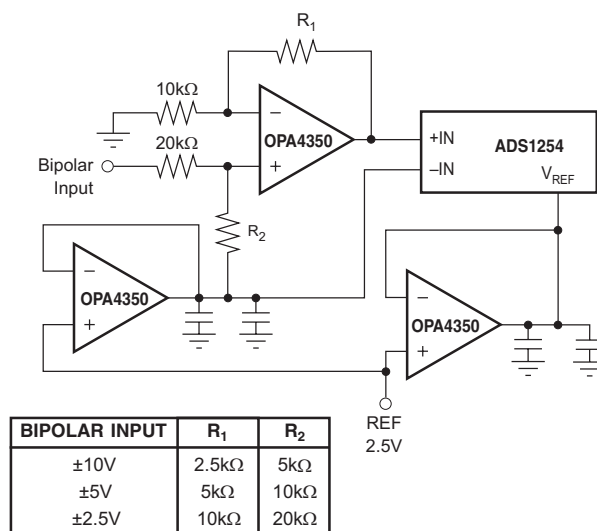 R1
10kΩ
−
OPA4350
+
20kΩ
Bipolar
Input
+IN
ADS1254
−IN
VREF
R2
−
OPA4350
+
−
OPA4350
+
REF
2.5V
BIPOLAR INPUT R1 R2
±10V 2.5kΩ 5kΩ
±5V 5kΩ 10kΩ
±2.5V 10kΩ 20kΩ